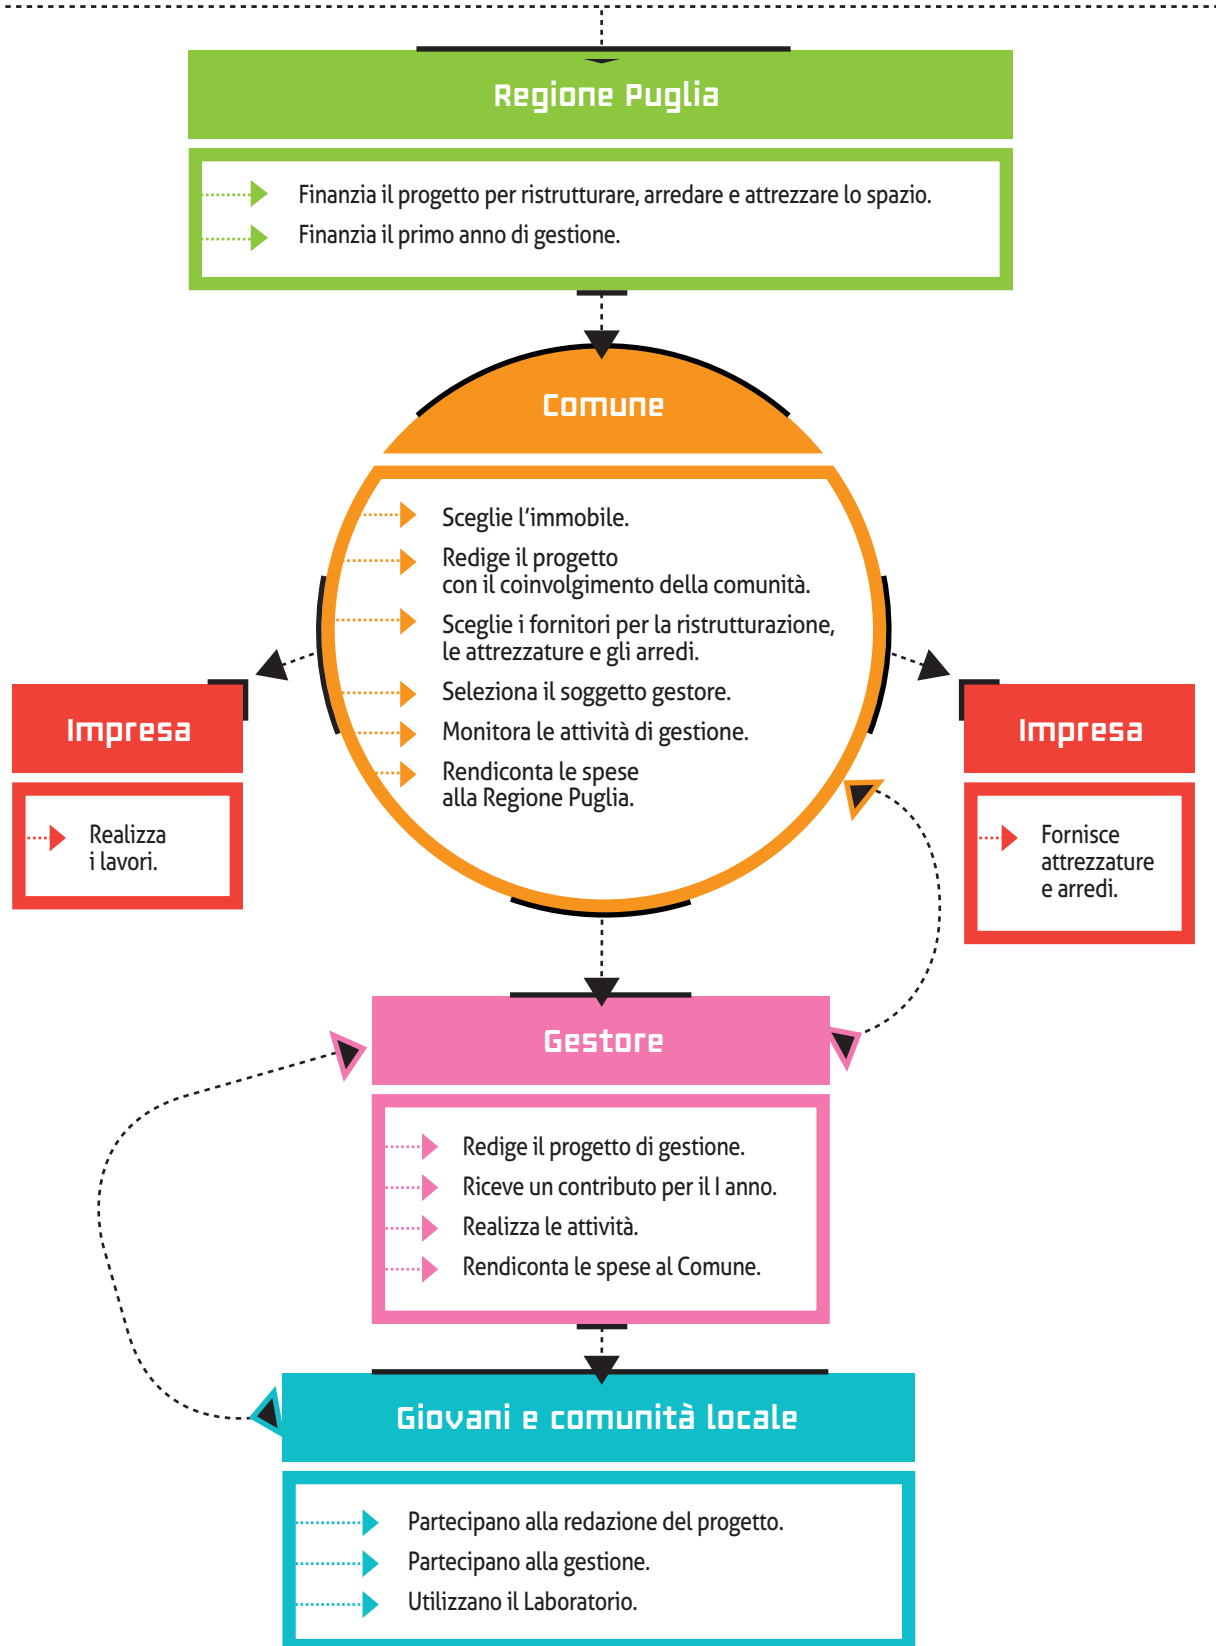 Regione Puglia
Finanzia il progetto per ristrutturare, arredare e attrezzare lo spazio.
Finanzia il primo anno di gestione.
Comune
Sceglie l’immobile.
Redige il progetto
con il coinvolgimento della comunità.
Sceglie i fornitori per la ristrutturazione,
le attrezzature e gli arredi.
Seleziona il soggetto gestore.
Monitora le attività di gestione.
Rendiconta le spese
alla Regione Puglia.
Impresa
Realizza
i lavori.
Impresa
Fornisce
attrezzature
e arredi.
Gestore
Redige il progetto di gestione.
Riceve un contributo per il I anno.
Realizza le attività.
Rendiconta le spese al Comune.
Giovani e comunità locale
Partecipano alla redazione del progetto.
Partecipano alla gestione.
Utilizzano il Laboratorio.